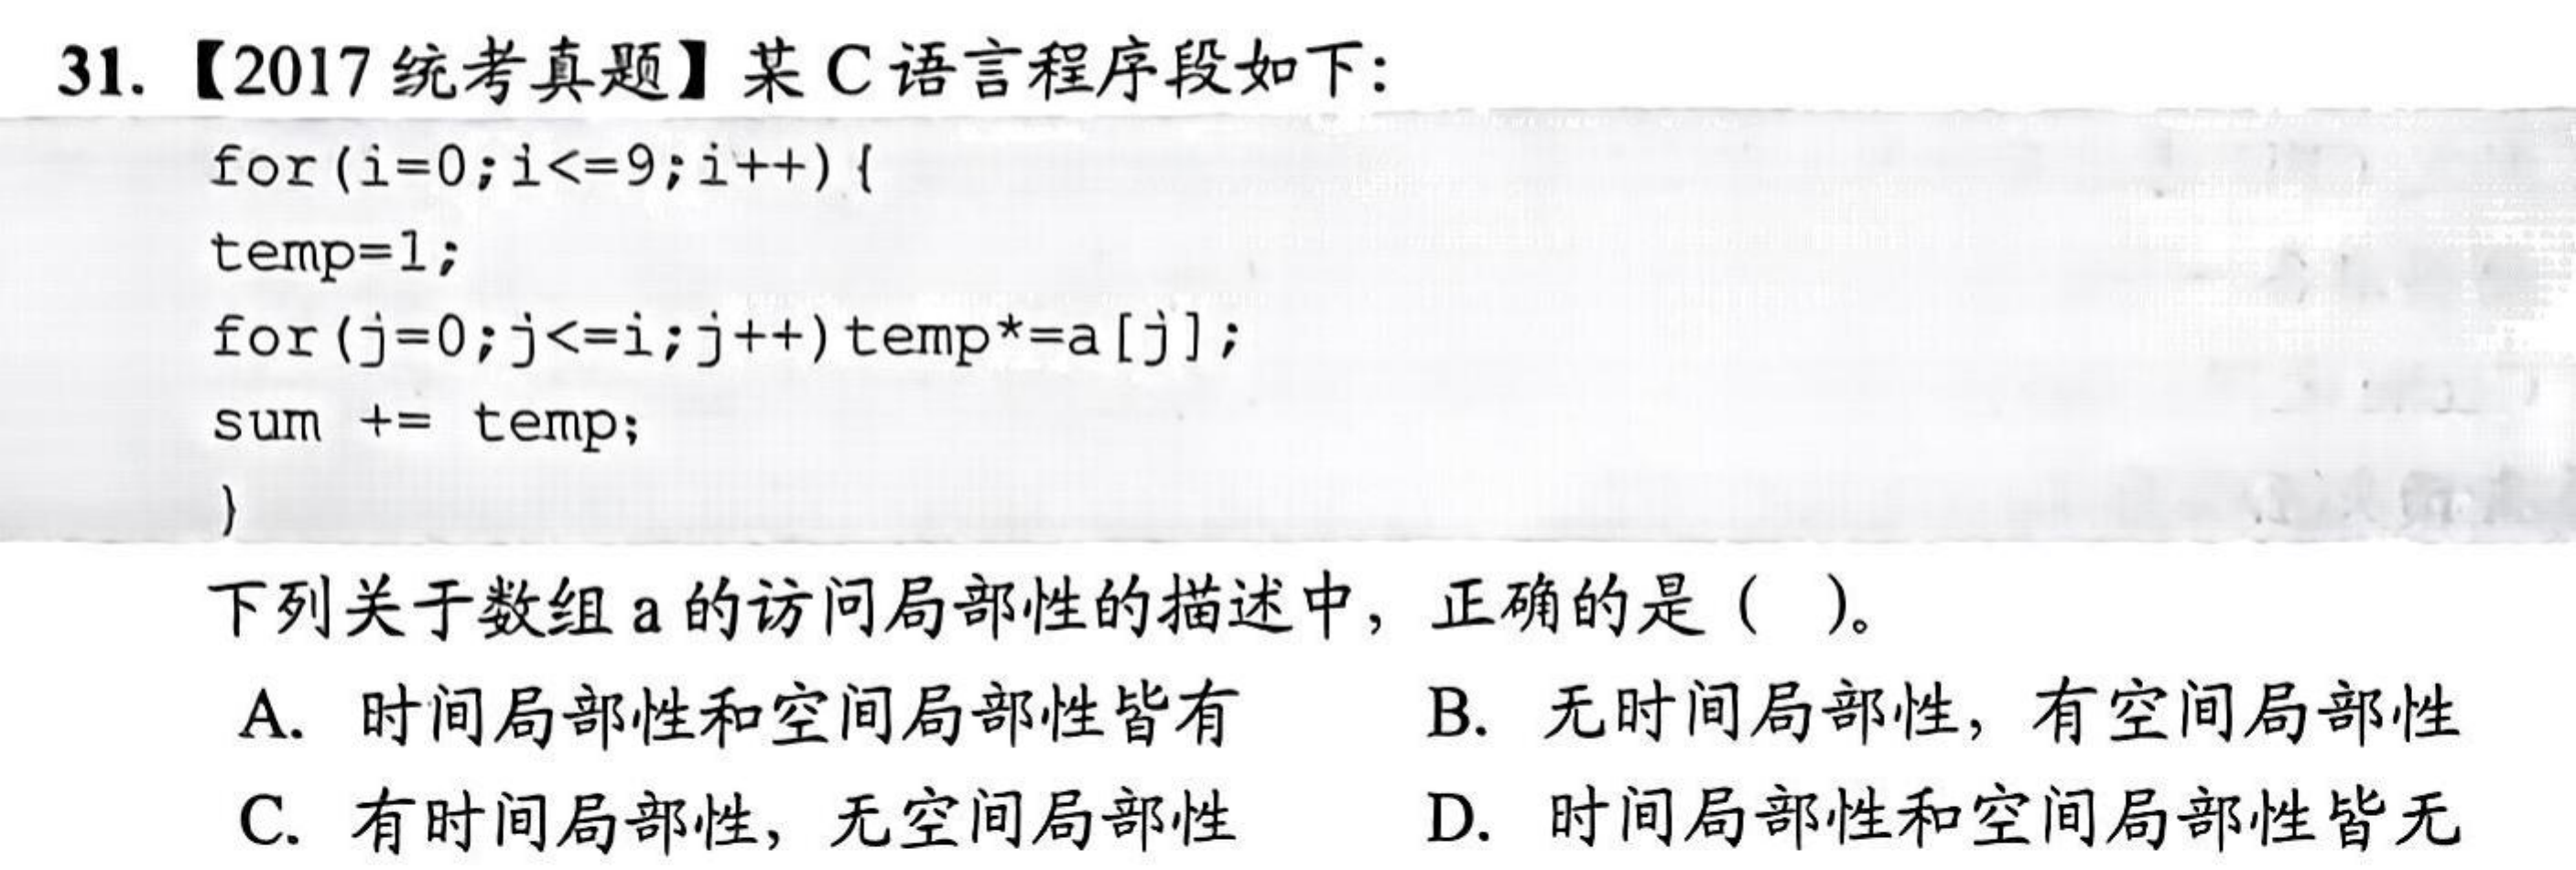 31.【2017 统考真题】某 C 语言程序段如下:
for(i=0;i<=9;i++){
temp=1;
for(j=0;j<=i;j++)temp*=a[j];
sum += temp;
}
下列关于数组 a 的访问局部性的描述中，正确的是（ ）。
A. 时间局部性和空间局部性皆有 B. 无时间局部性，有空间局部性
C. 有时间局部性，无空间局部性 D. 时间局部性和空间局部性皆无